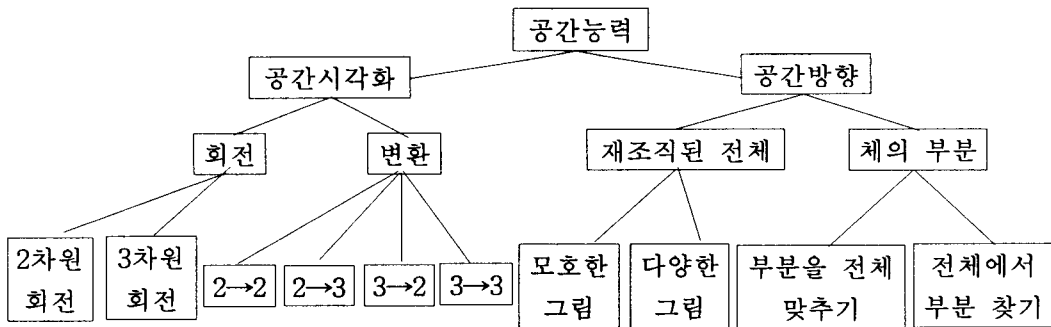 공간능력
공간시각화
공간방향
회전
변환
재조직된 전체
체의 부분
2차원
회전
3차원
회전
2→2
2→3
3→2
3→3
모호한
그림
다양한
그림
부분을 전체
맞추기
전체에서
부분 찾기